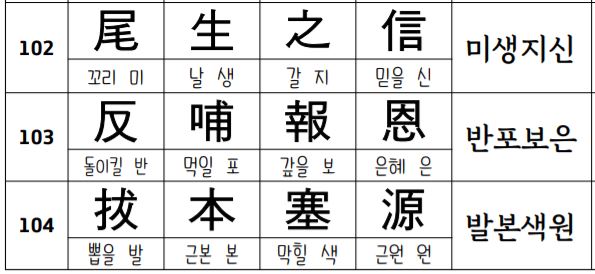 102 尾 生 之 信 미생지신
꼬리 미 날 생 갈 지 믿을 신
103 反 哺 報 恩 반포보은
돌이킬 반 먹일 포 갚을 보 은혜 은
104 拔 本 塞 源 발본색원
뽑을 발 근본 본 막힐 색 근원 원